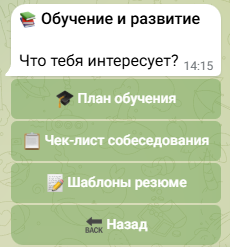 📚 Обучение и развитие
Что тебя интересует? 14:15
🎓 План обучения
📋 Чек-лист собеседования
📝 Шаблоны резюме
🔙 Назад